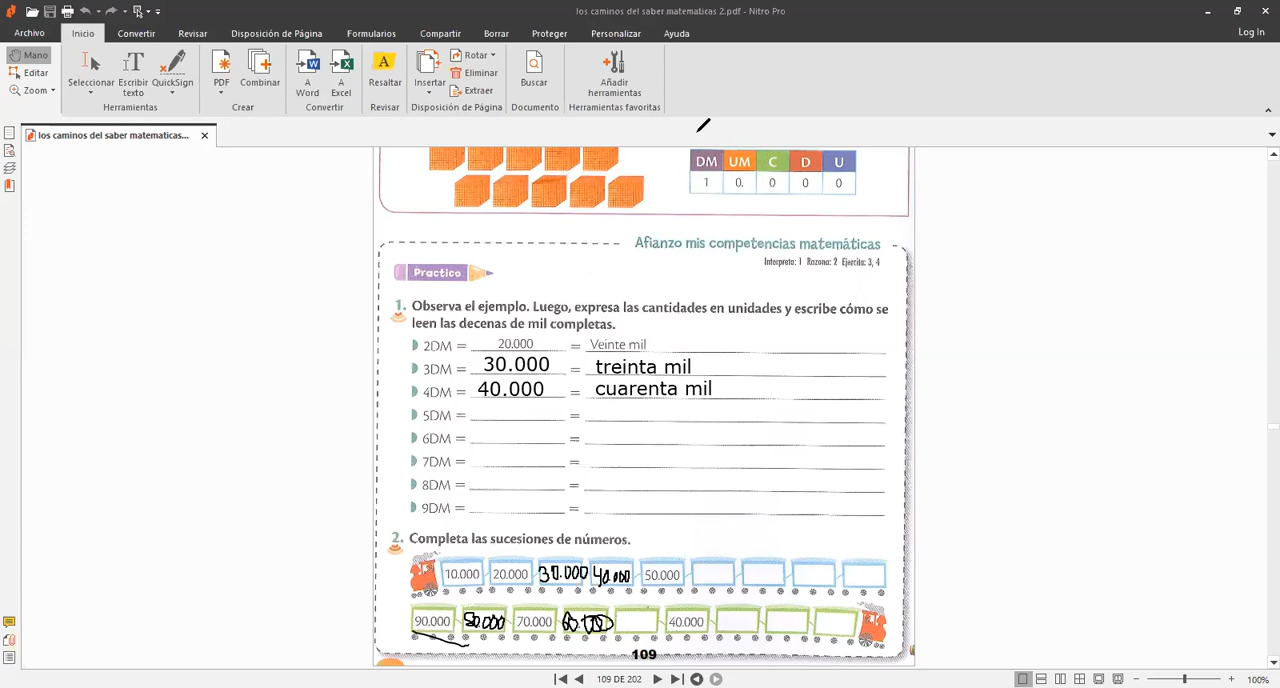 los caminos del saber matematicas 2.pdf - Nitro Pro
Archivo Inicio Convertir Revisar Disposición de Página Formularios Compartir Borrar Proteger Personalizar Ayuda Log In
Mano
Editar
Zoom
Seleccionar
Escribir texto
QuickSign
Herramientas
PDF
Combinar
Crear
A Word
A Excel
Convertir
Resaltar
Revisar
Insertar
Rotar
Eliminar
Extraer
Disposición de Página
Buscar
Documento
Añadir herramientas
Herramientas favoritas
los caminos del saber matematicas...
DM UM C D U
1 0. 0 0 0
Afianzo mis competencias matemáticas
Interpreta: 1 Razona: 2 Ejercita: 3, 4
Practico
1. Observa el ejemplo. Luego, expresa las cantidades en unidades y escribe cómo se
leen las decenas de mil completas.
2DM = 20.000 = Veinte mil
3DM = 30.000 = treinta mil
4DM = 40.000 = cuarenta mil
5DM = =
6DM = =
7DM = =
8DM = =
9DM = =
2. Completa las sucesiones de números.
10.000 20.000 30.000 40.000 50.000
90.000 80.000 70.000 40.000
109
109 DE 202
100%